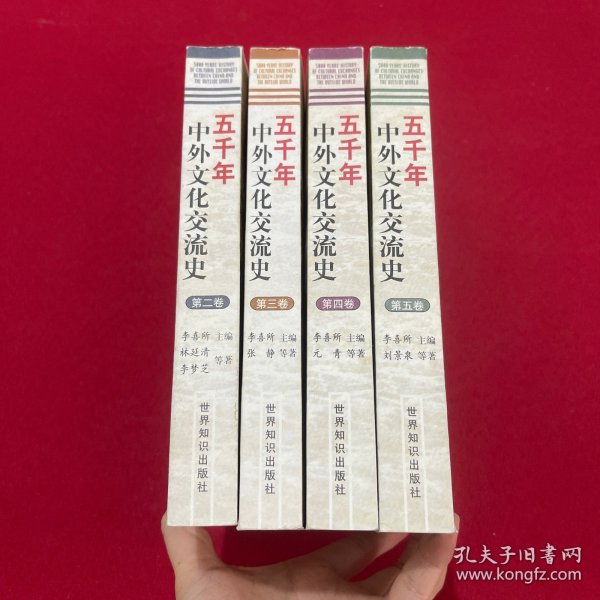 5000 YEARS' HISTORY
OF CULTURAL EXCHANGES
BETWEEN CHINA AND
THE OUTSIDE WORLD
五千年
中外文化交流史
第二卷
李喜所 主编
林延清
李梦芝 等著
世界知识出版社
5000 YEARS' HISTORY
OF CULTURAL EXCHANGES
BETWEEN CHINA AND
THE OUTSIDE WORLD
五千年
中外文化交流史
第三卷
李喜所 主编
张静 等著
世界知识出版社
5000 YEARS' HISTORY
OF CULTURAL EXCHANGES
BETWEEN CHINA AND
THE OUTSIDE WORLD
五千年
中外文化交流史
第四卷
李喜所 主编
元青 等著
世界知识出版社
5000 YEARS' HISTORY
OF CULTURAL EXCHANGES
BETWEEN CHINA AND
THE OUTSIDE WORLD
五千年
中外文化交流史
第五卷
李喜所 主编
刘景泉 等著
世界知识出版社
孔夫子旧书网
www.kongfz.com